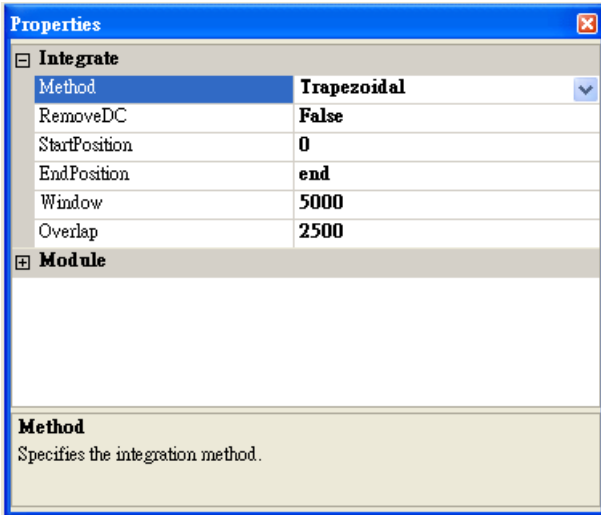 Properties
Integrate
Method Trapezoidal
RemoveDC False
StartPosition 0
EndPosition end
Window 5000
Overlap 2500
Module
Method
Specifies the integration method.